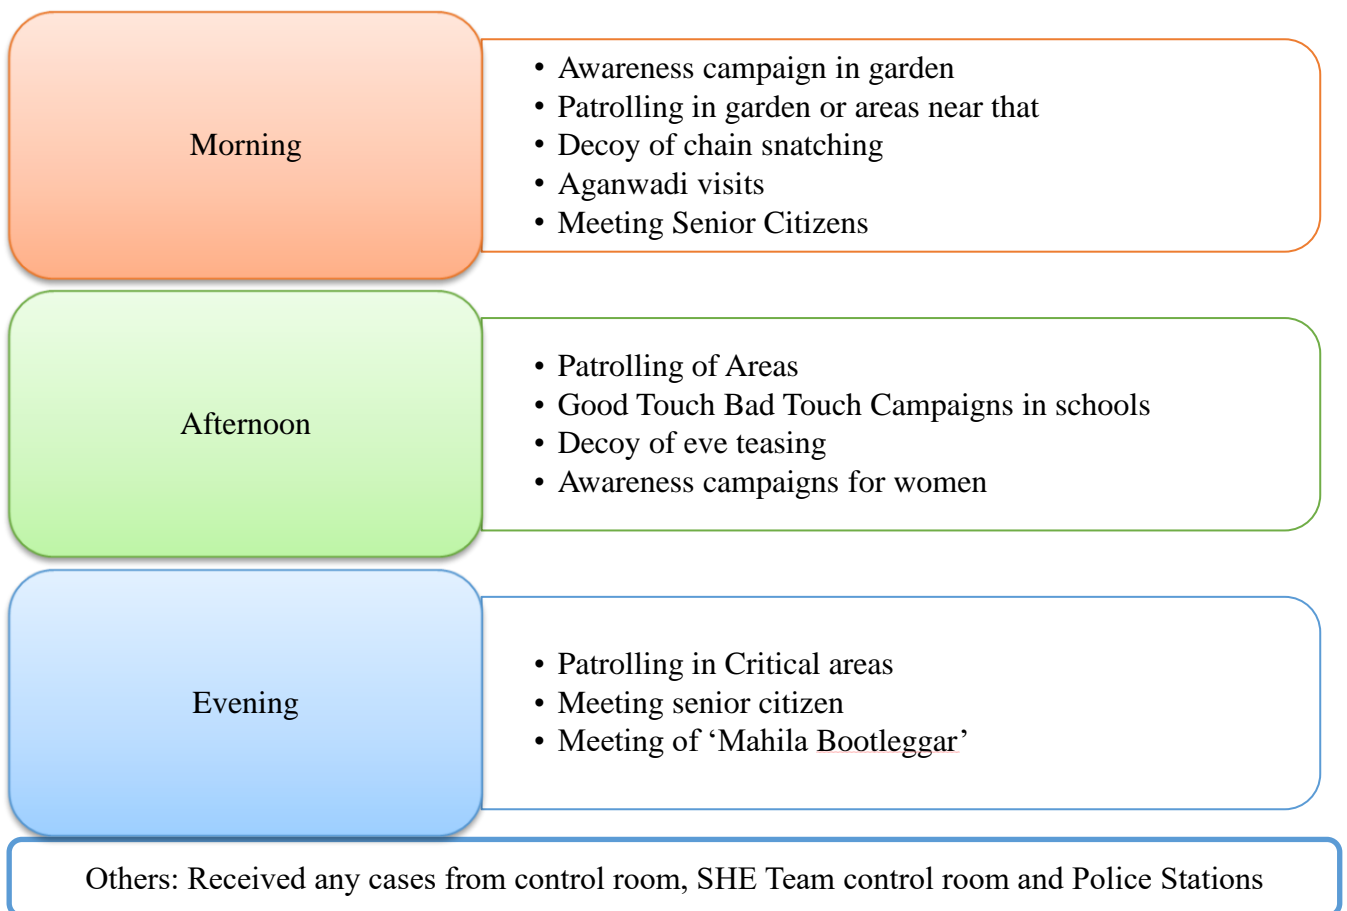 Morning
• Awareness campaign in garden
• Patrolling in garden or areas near that
• Decoy of chain snatching
• Aganwadi visits
• Meeting Senior Citizens
Afternoon
• Patrolling of Areas
• Good Touch Bad Touch Campaigns in schools
• Decoy of eve teasing
• Awareness campaigns for women
Evening
• Patrolling in Critical areas
• Meeting senior citizen
• Meeting of ‘Mahila Bootleggar’
Others: Received any cases from control room, SHE Team control room and Police Stations